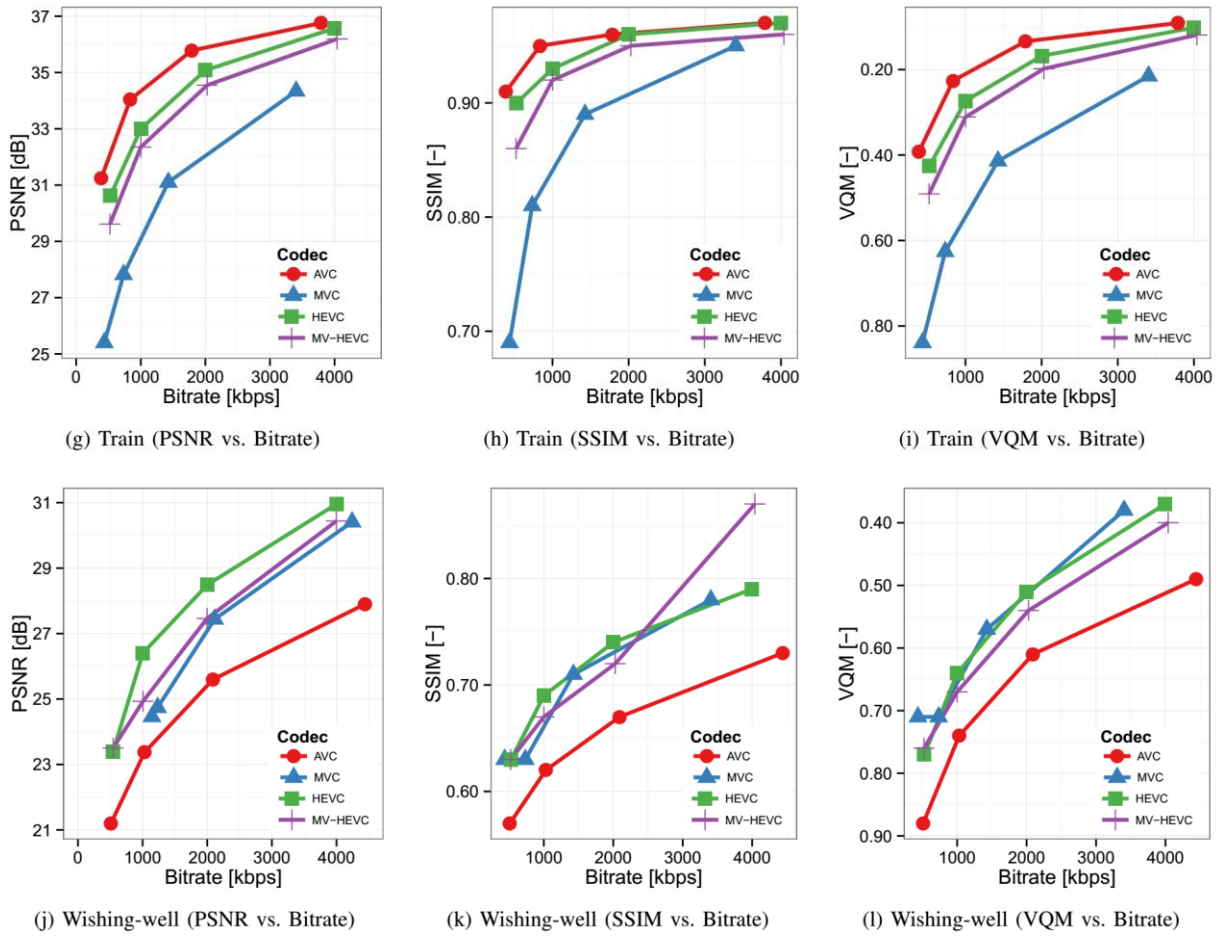 37
35
33
31
29
27
25
PSNR [dB]
Codec
AVC
MVC
HEVC
MV−HEVC
0 1000 2000 3000 4000
Bitrate [kbps]
(g) Train (PSNR vs. Bitrate)
0.90
0.80
0.70
SSIM [−]
Codec
AVC
MVC
HEVC
MV−HEVC
1000 2000 3000 4000
Bitrate [kbps]
(h) Train (SSIM vs. Bitrate)
0.20
0.40
0.60
0.80
VQM [−]
Codec
AVC
MVC
HEVC
MV−HEVC
1000 2000 3000 4000
Bitrate [kbps]
(i) Train (VQM vs. Bitrate)
31
29
27
25
23
21
PSNR [dB]
Codec
AVC
MVC
HEVC
MV−HEVC
0 1000 2000 3000 4000
Bitrate [kbps]
(j) Wishing-well (PSNR vs. Bitrate)
0.80
0.70
0.60
SSIM [−]
Codec
AVC
MVC
HEVC
MV−HEVC
1000 2000 3000 4000
Bitrate [kbps]
(k) Wishing-well (SSIM vs. Bitrate)
0.40
0.50
0.60
0.70
0.80
0.90
VQM [−]
Codec
AVC
MVC
HEVC
MV−HEVC
1000 2000 3000 4000
Bitrate [kbps]
(l) Wishing-well (VQM vs. Bitrate)